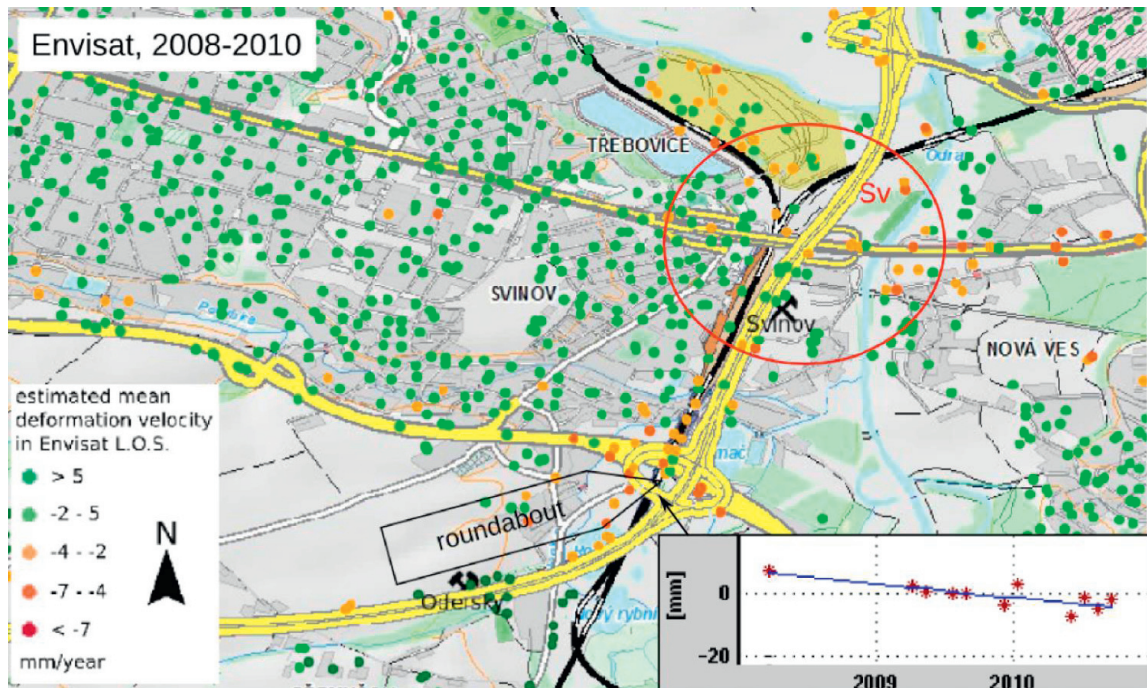 Envisat, 2008-2010
TŘEBOVICE
Odra
Sv
SVINOV
Svinov
NOVÁ VES
estimated mean
deformation velocity
in Envisat L.O.S.
> 5
-2 - 5
-4 - -2
-7 - -4
< -7
mm/year
N
roundabout
Oderský
[mm]
0
-20
2009
2010